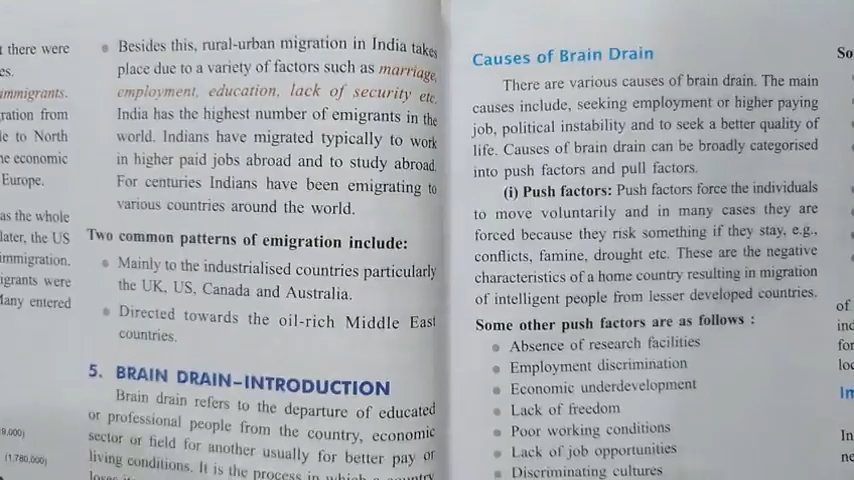 t there were
es.
immigrants.
ration from
le to North
he economic
Europe.
as the whole
later, the US
immigration.
igrants were
Many entered
9,000)
(1,780,000)
Besides this, rural-urban migration in India takes
place due to a variety of factors such as marriage,
employment, education, lack of security etc.
India has the highest number of emigrants in the
world. Indians have migrated typically to work
in higher paid jobs abroad and to study abroad.
For centuries Indians have been emigrating to
various countries around the world.
Two common patterns of emigration include:
Mainly to the industrialised countries particularly
the UK, US, Canada and Australia.
Directed towards the oil-rich Middle East
countries.
5. BRAIN DRAIN–INTRODUCTION
Brain drain refers to the departure of educated
or professional people from the country, economic
sector or field for another usually for better pay or
living conditions. It is the process in which a country
Causes of Brain Drain
There are various causes of brain drain. The main
causes include, seeking employment or higher paying
job, political instability and to seek a better quality of
life. Causes of brain drain can be broadly categorised
into push factors and pull factors.
(i) Push factors: Push factors force the individuals
to move voluntarily and in many cases they are
forced because they risk something if they stay, e.g.,
conflicts, famine, drought etc. These are the negative
characteristics of a home country resulting in migration
of intelligent people from lesser developed countries.
Some other push factors are as follows :
Absence of research facilities
Employment discrimination
Economic underdevelopment
Lack of freedom
Poor working conditions
Lack of job opportunities
Discriminating cultures
So
of
ind
for
loc
Im
In
ne